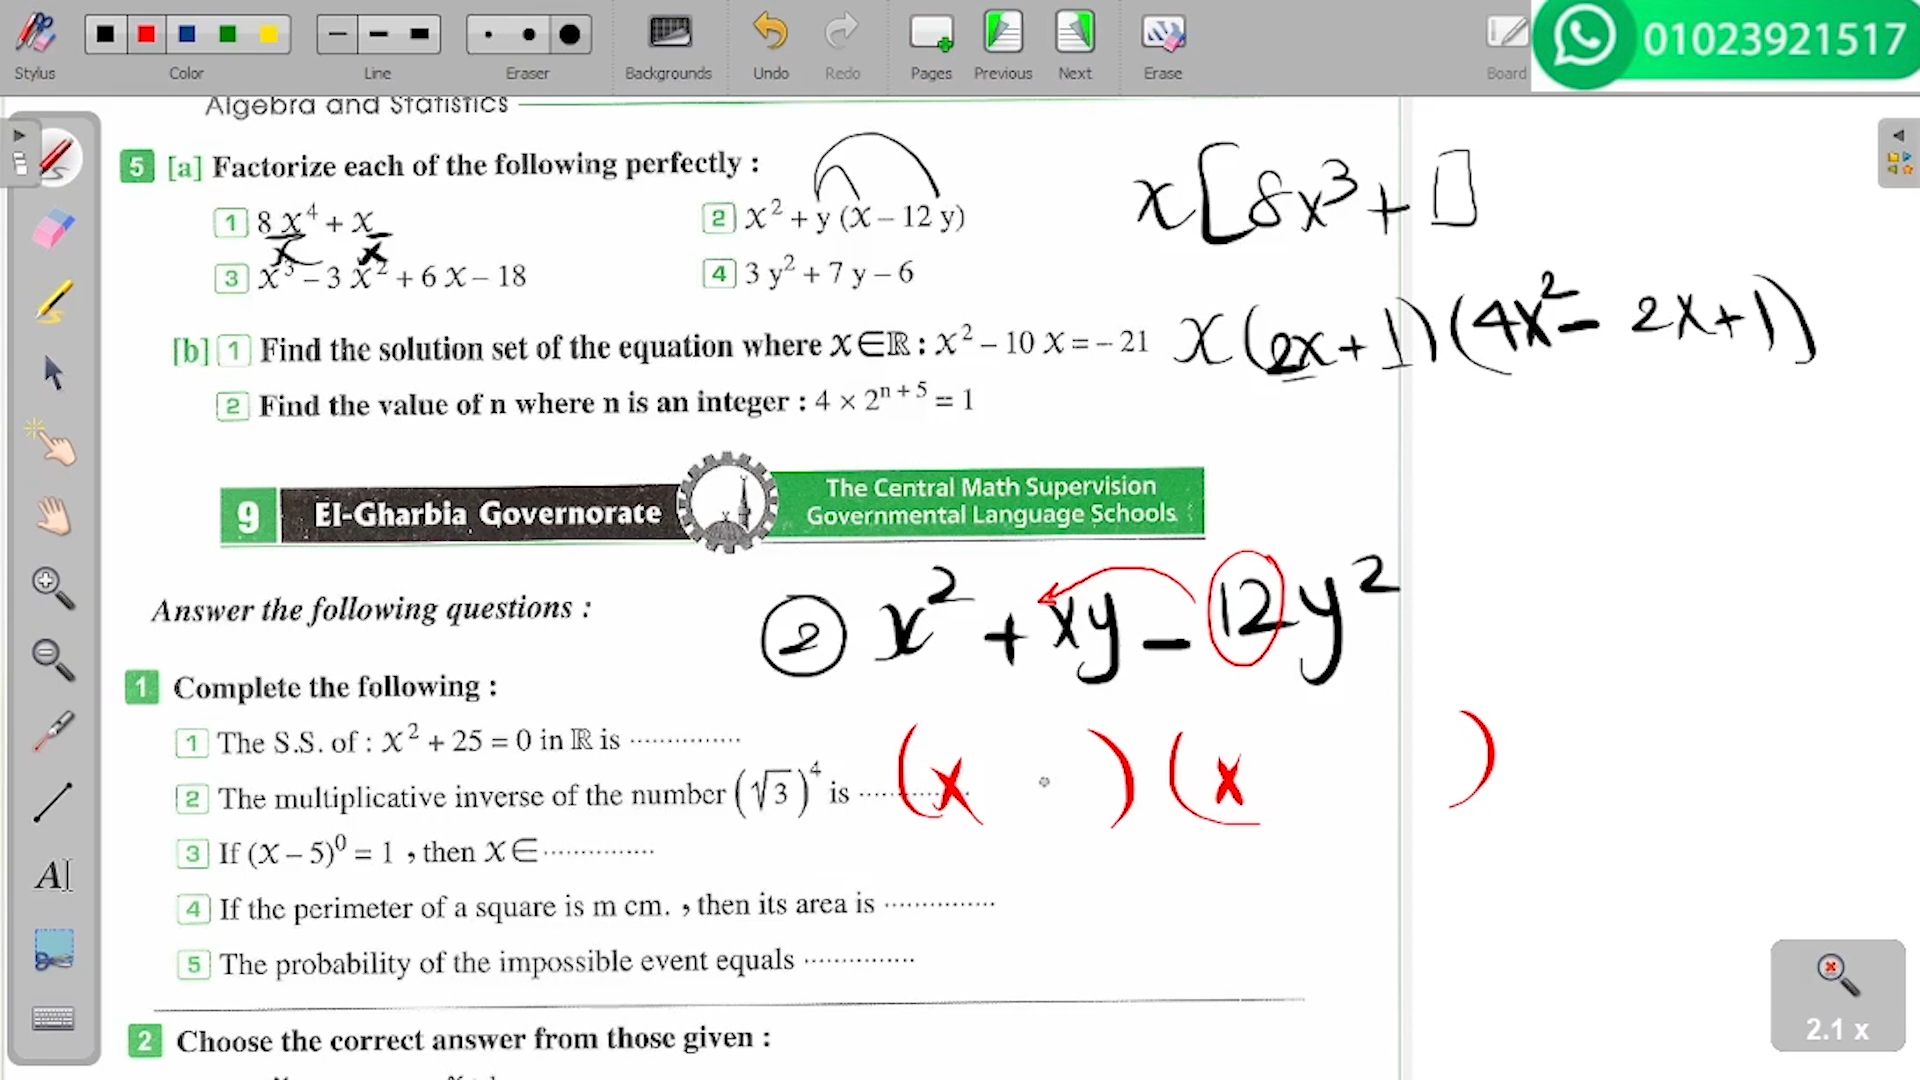 Stylus Color Line Eraser Backgrounds Undo Redo Pages Previous Next Erase Board
01023921517
Algebra and Statistics
5 [a] Factorize each of the following perfectly :
1 8 x⁴ + x
2 x² + y (x – 12 y)
x x
3 x³ – 3 x² + 6 x – 18
4 3 y² + 7 y – 6
x[8x³ + 1]
[b] 1 Find the solution set of the equation where x ∈ ℝ : x² – 10 x = – 21
x(2x + 1)(4x² – 2x + 1)
2 Find the value of n where n is an integer : 4 × 2ⁿ ⁺ ⁵ = 1
9 El-Gharbia Governorate
The Central Math Supervision
Governmental Language Schools
Answer the following questions :
2 x² + xy – 12y²
(x ) (x )
1 Complete the following :
1 The S.S. of : x² + 25 = 0 in ℝ is ..............
2 The multiplicative inverse of the number (√3)⁴ is ..............
3 If (x – 5)⁰ = 1 , then x ∈ ..............
4 If the perimeter of a square is m cm. , then its area is ..............
5 The probability of the impossible event equals ..............
2 Choose the correct answer from those given :
2.1 x